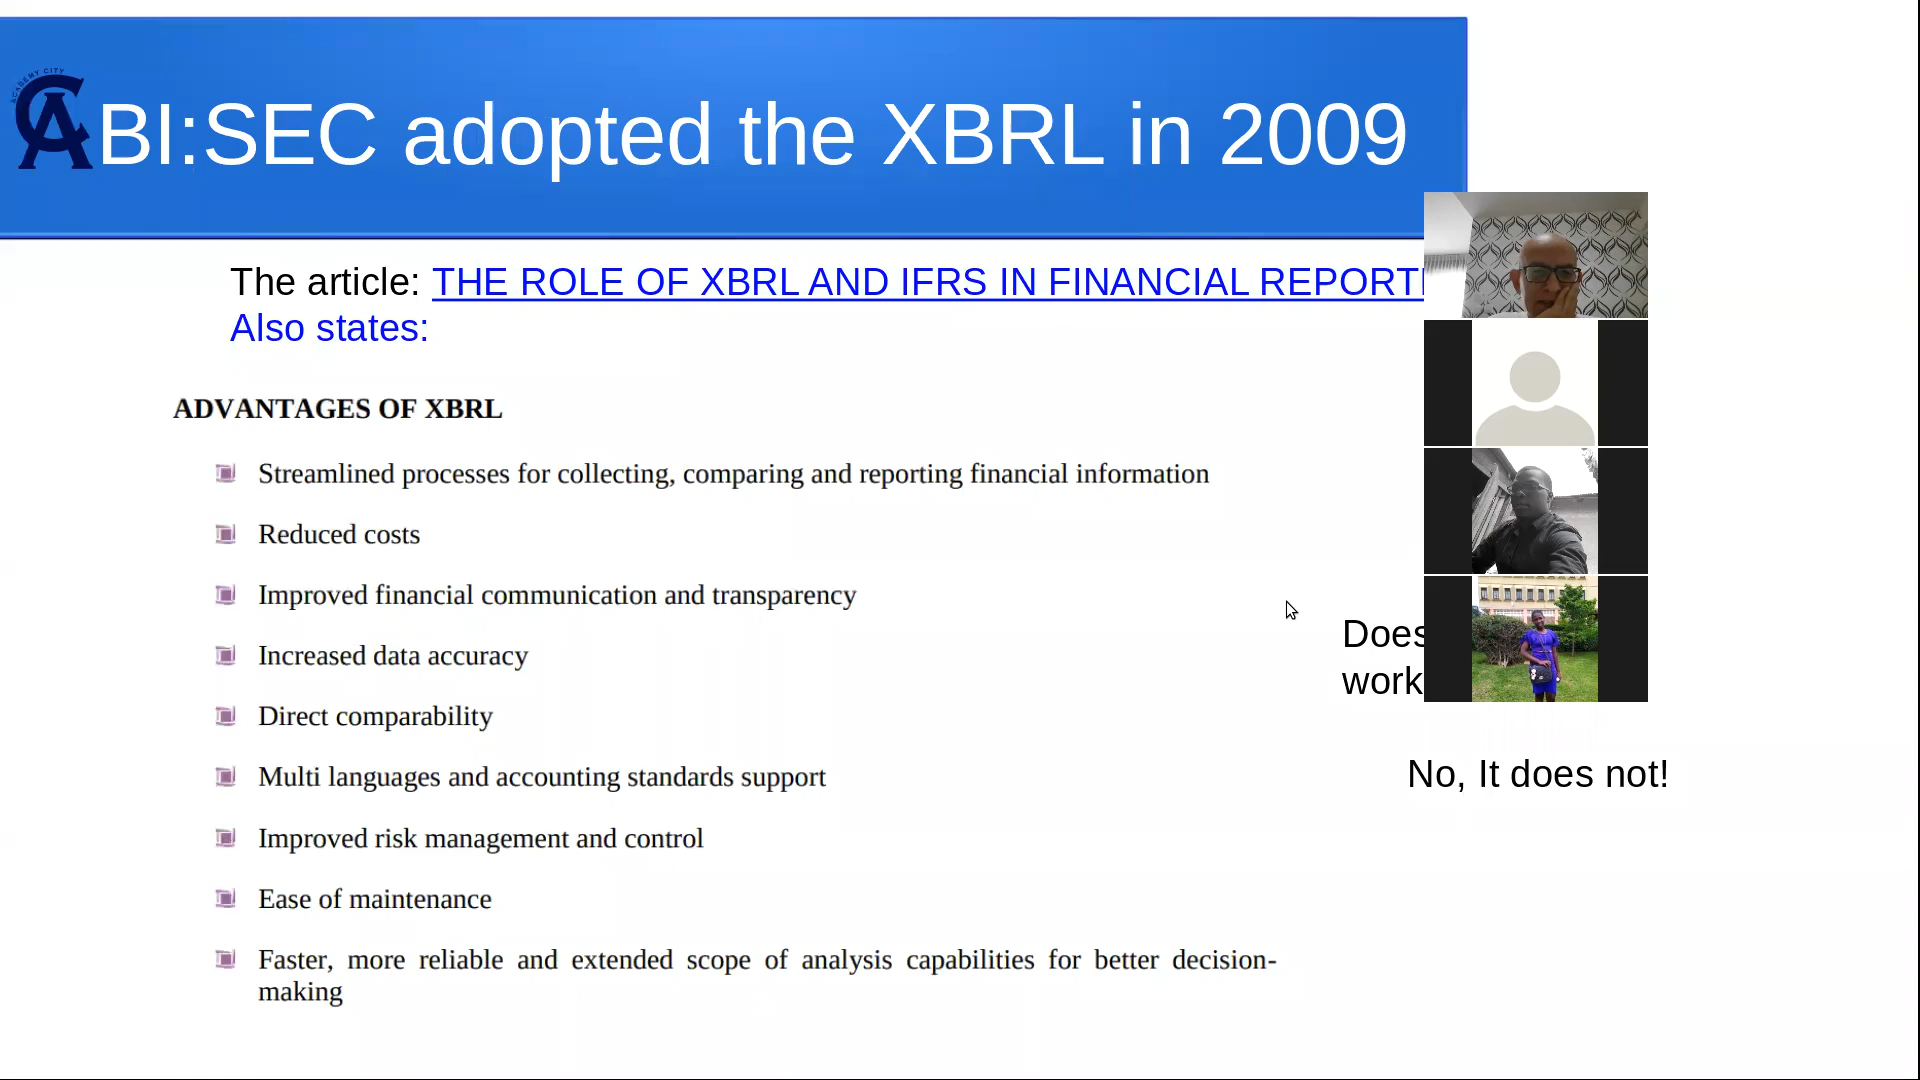 ACADEMY CITY
BI:SEC adopted the XBRL in 2009
The article: THE ROLE OF XBRL AND IFRS IN FINANCIAL REPORTI
Also states:
ADVANTAGES OF XBRL
Streamlined processes for collecting, comparing and reporting financial information
Reduced costs
Improved financial communication and transparency
Increased data accuracy
Direct comparability
Multi languages and accounting standards support
Improved risk management and control
Ease of maintenance
Faster, more reliable and extended scope of analysis capabilities for better decision-
making
Does
work
No, It does not!